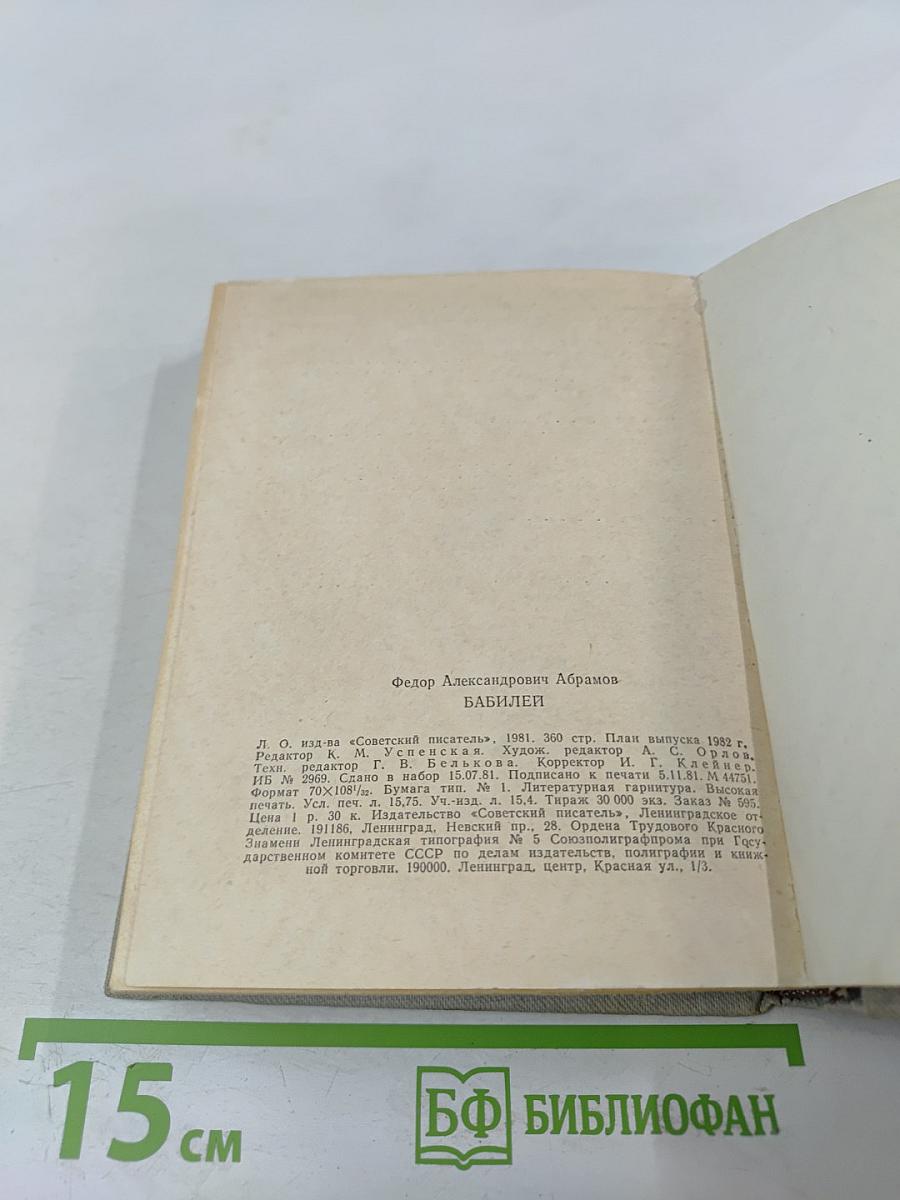 Федор Александрович Абрамов
БАБИЛЕЙ
Л. О. изд-ва «Советский писатель», 1981. 360 стр. План выпуска 1982 г.
Редактор К. М. Успенская. Худож. редактор А. С. Орлов.
Техн. редактор Г. В. Белькова. Корректор И. Г. Клейнер.
ИБ № 2969. Сдано в набор 15.07.81. Подписано к печати 5.11.81. М 44751.
Формат 70×108¹/₃₂. Бумага тип. № 1. Литературная гарнитура. Высокая
печать. Усл. печ. л. 15,75. Уч.-изд. л. 15,4. Тираж 30 000 экз. Заказ № 595.
Цена 1 р. 30 к. Издательство «Советский писатель», Ленинградское от-
деление. 191186, Ленинград, Невский пр., 28. Ордена Трудового Красного
Знамени Ленинградская типография № 5 Союзполиграфпрома при Госу-
дарственном комитете СССР по делам издательств, полиграфии и книж-
ной торговли. 190000. Ленинград, центр, Красная ул., 1/3.
15 см
БФ БИБЛИОФАН